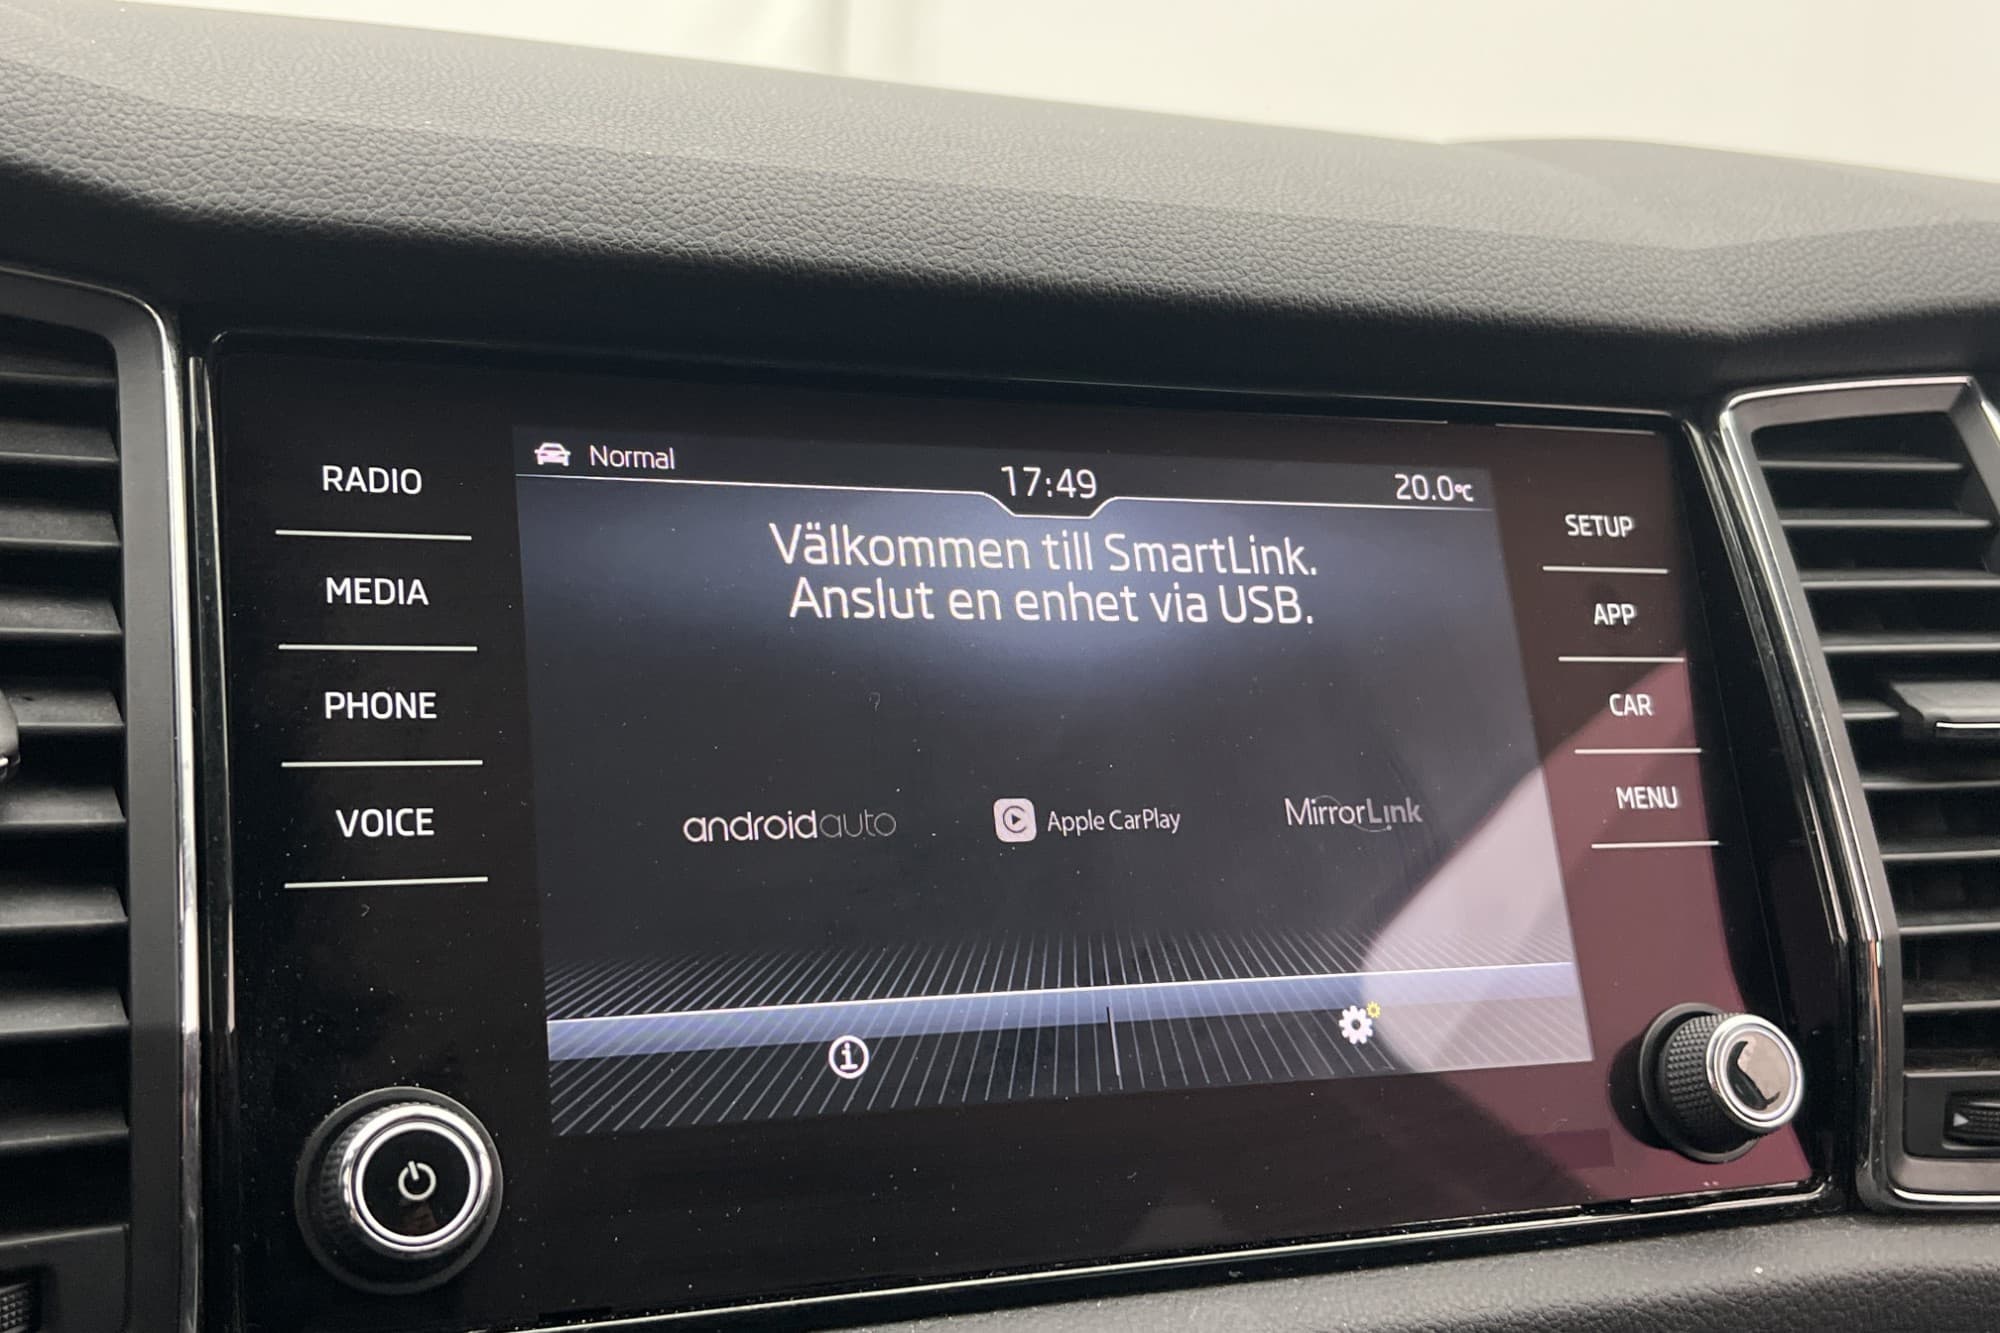 Normal
17:49
20.0°C
Välkommen till SmartLink.
Anslut en enhet via USB.
androidauto
Apple CarPlay
MirrorLink
RADIO
MEDIA
PHONE
VOICE
SETUP
APP
CAR
MENU